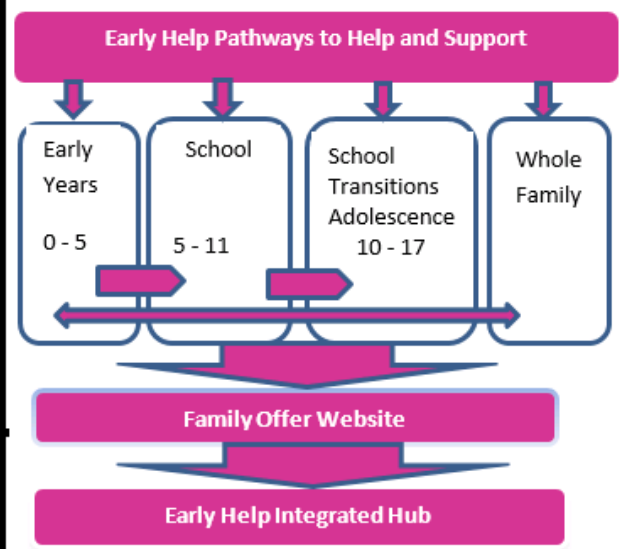 Early Help Pathways to Help and Support
Early
Years
0 - 5
School
5 - 11
School
Transitions
Adolescence
10 - 17
Whole
Family
Family Offer Website
Early Help Integrated Hub